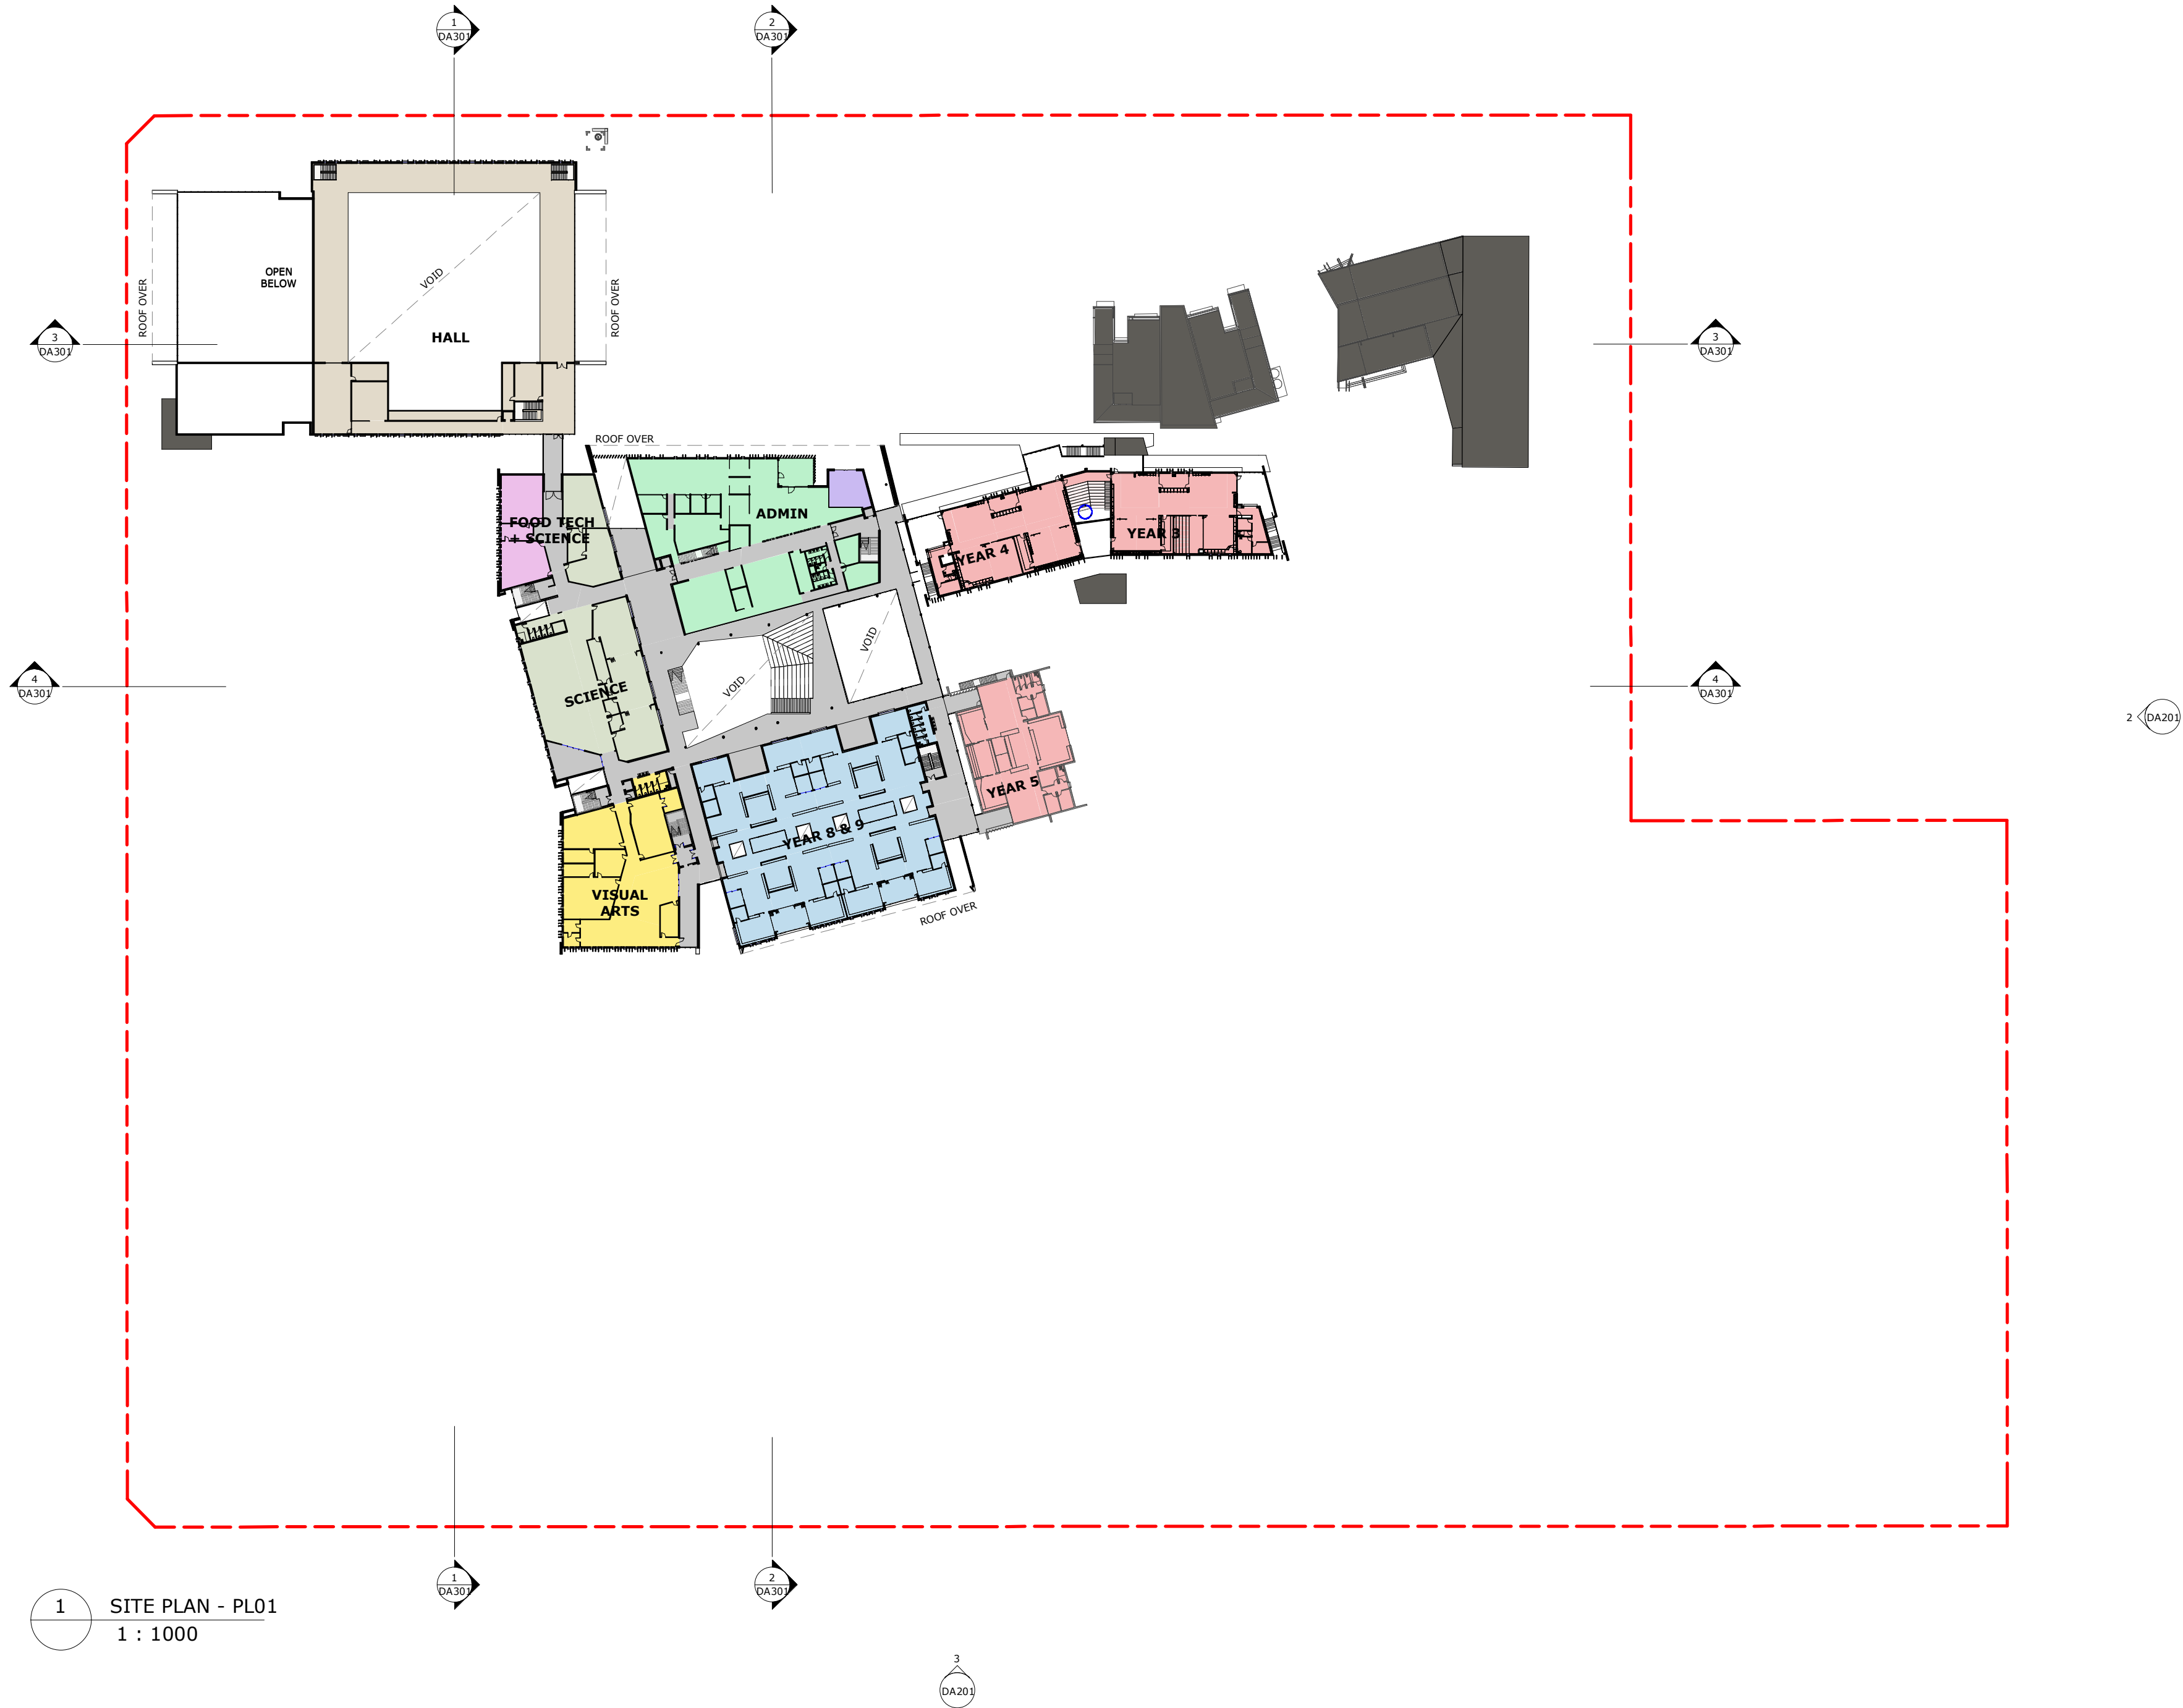 1
DA301
2
DA301
OPEN
BELOW
ROOF OVER
VOID
ROOF OVER
HALL
3
DA301
3
DA301
ROOF OVER
FOOD TECH
+ SCIENCE
ADMIN
YEAR 4
YEAR 3
VOID
4
DA301
SCIENCE
VOID
4
DA301
2
DA201
YEAR 5
YEAR 8 & 9
VISUAL
ARTS
ROOF OVER
1
DA301
2
DA301
1
SITE PLAN - PL01
1 : 1000
3
DA201